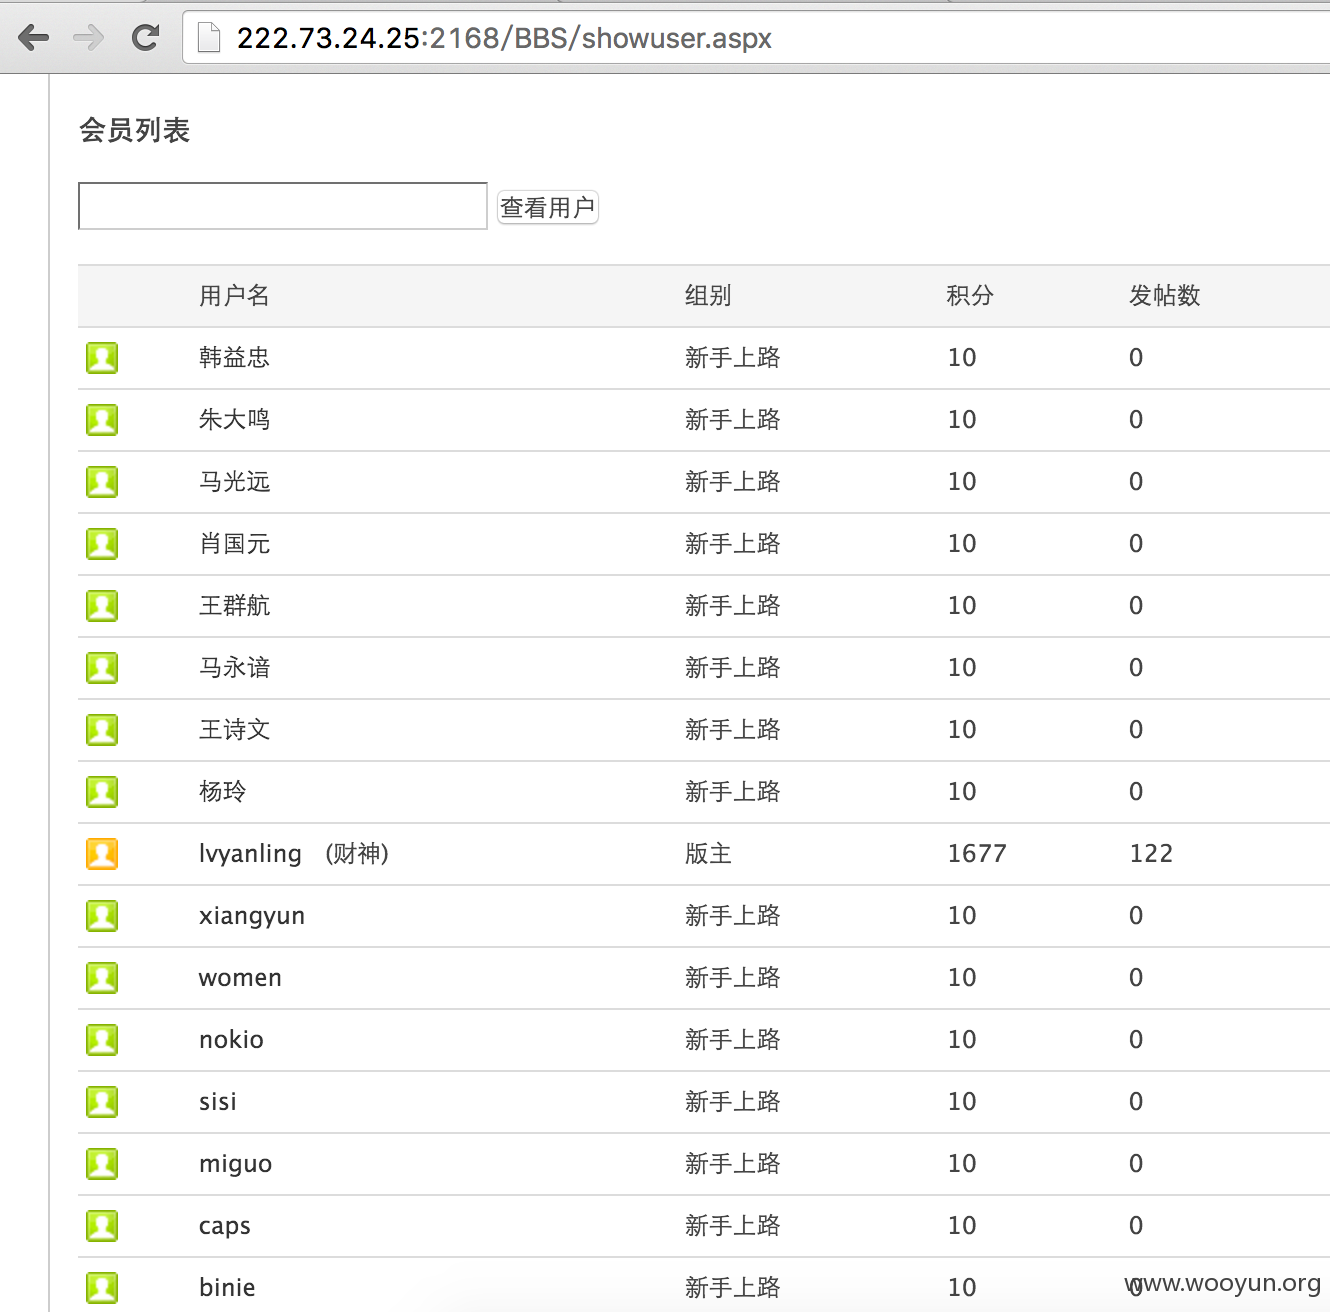 222.73.24.25:2168/BBS/showuser.aspx
会员列表
查看用户
用户名 组别 积分 发帖数
韩益忠 新手上路 10 0
朱大鸣 新手上路 10 0
马光远 新手上路 10 0
肖国元 新手上路 10 0
王群航 新手上路 10 0
马永谙 新手上路 10 0
王诗文 新手上路 10 0
杨玲 新手上路 10 0
lvyanling (财神) 版主 1677 122
xiangyun 新手上路 10 0
women 新手上路 10 0
nokio 新手上路 10 0
sisi 新手上路 10 0
miguo 新手上路 10 0
caps 新手上路 10 0
binie 新手上路 10 0
www.wooyun.org